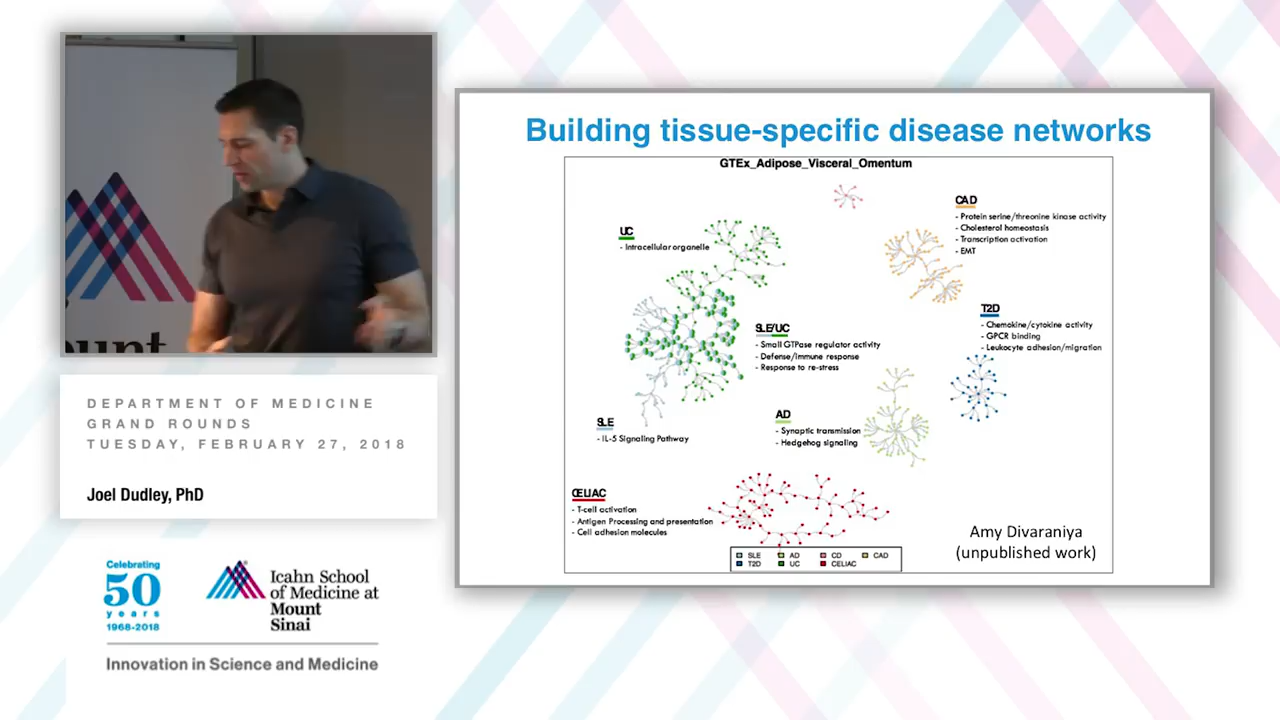 ount
DEPARTMENT OF MEDICINE
GRAND ROUNDS
TUESDAY, FEBRUARY 27, 2018
Joel Dudley, PhD
Celebrating
50
years
1968-2018
Icahn School
of Medicine at
Mount
Sinai
Innovation in Science and Medicine
Building tissue-specific disease networks
GTEx_Adipose_Visceral_Omentum
UC
- Intracellular organelle
CAD
- Protein serine/threonine kinase activity
- Cholesterol homeostasis
- Transcription activation
- EMT
T2D
- Chemokine/cytokine activity
- GPCR binding
- Leukocyte adhesion/migration
SLE/UC
- Small GTPase regulator activity
- Defense/immune response
- Response to re-stress
SLE
- IL-5 Signaling Pathway
AD
- Synaptic transmission
- Hedgehog signaling
CELIAC
- T-cell activation
- Antigen Processing and presentation
- Cell adhesion molecules
SLE AD CD CAD
T2D UC CELIAC
Amy Divaraniya
(unpublished work)